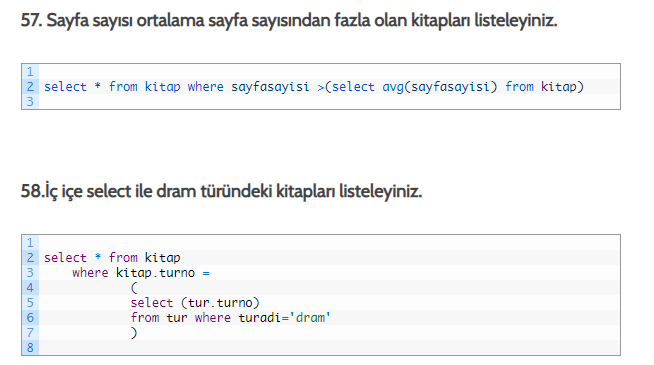 57. Sayfa sayısı ortalama sayfa sayısından fazla olan kitapları listeleyiniz.
1
2 select * from kitap where sayfasayisi >(select avg(sayfasayisi) from kitap)
3
58.İç içe select ile dram türündeki kitapları listeleyiniz.
1
2 select * from kitap
3 where kitap.turno =
4 (
5 select (tur.turno)
6 from tur where turadi='dram'
7 )
8